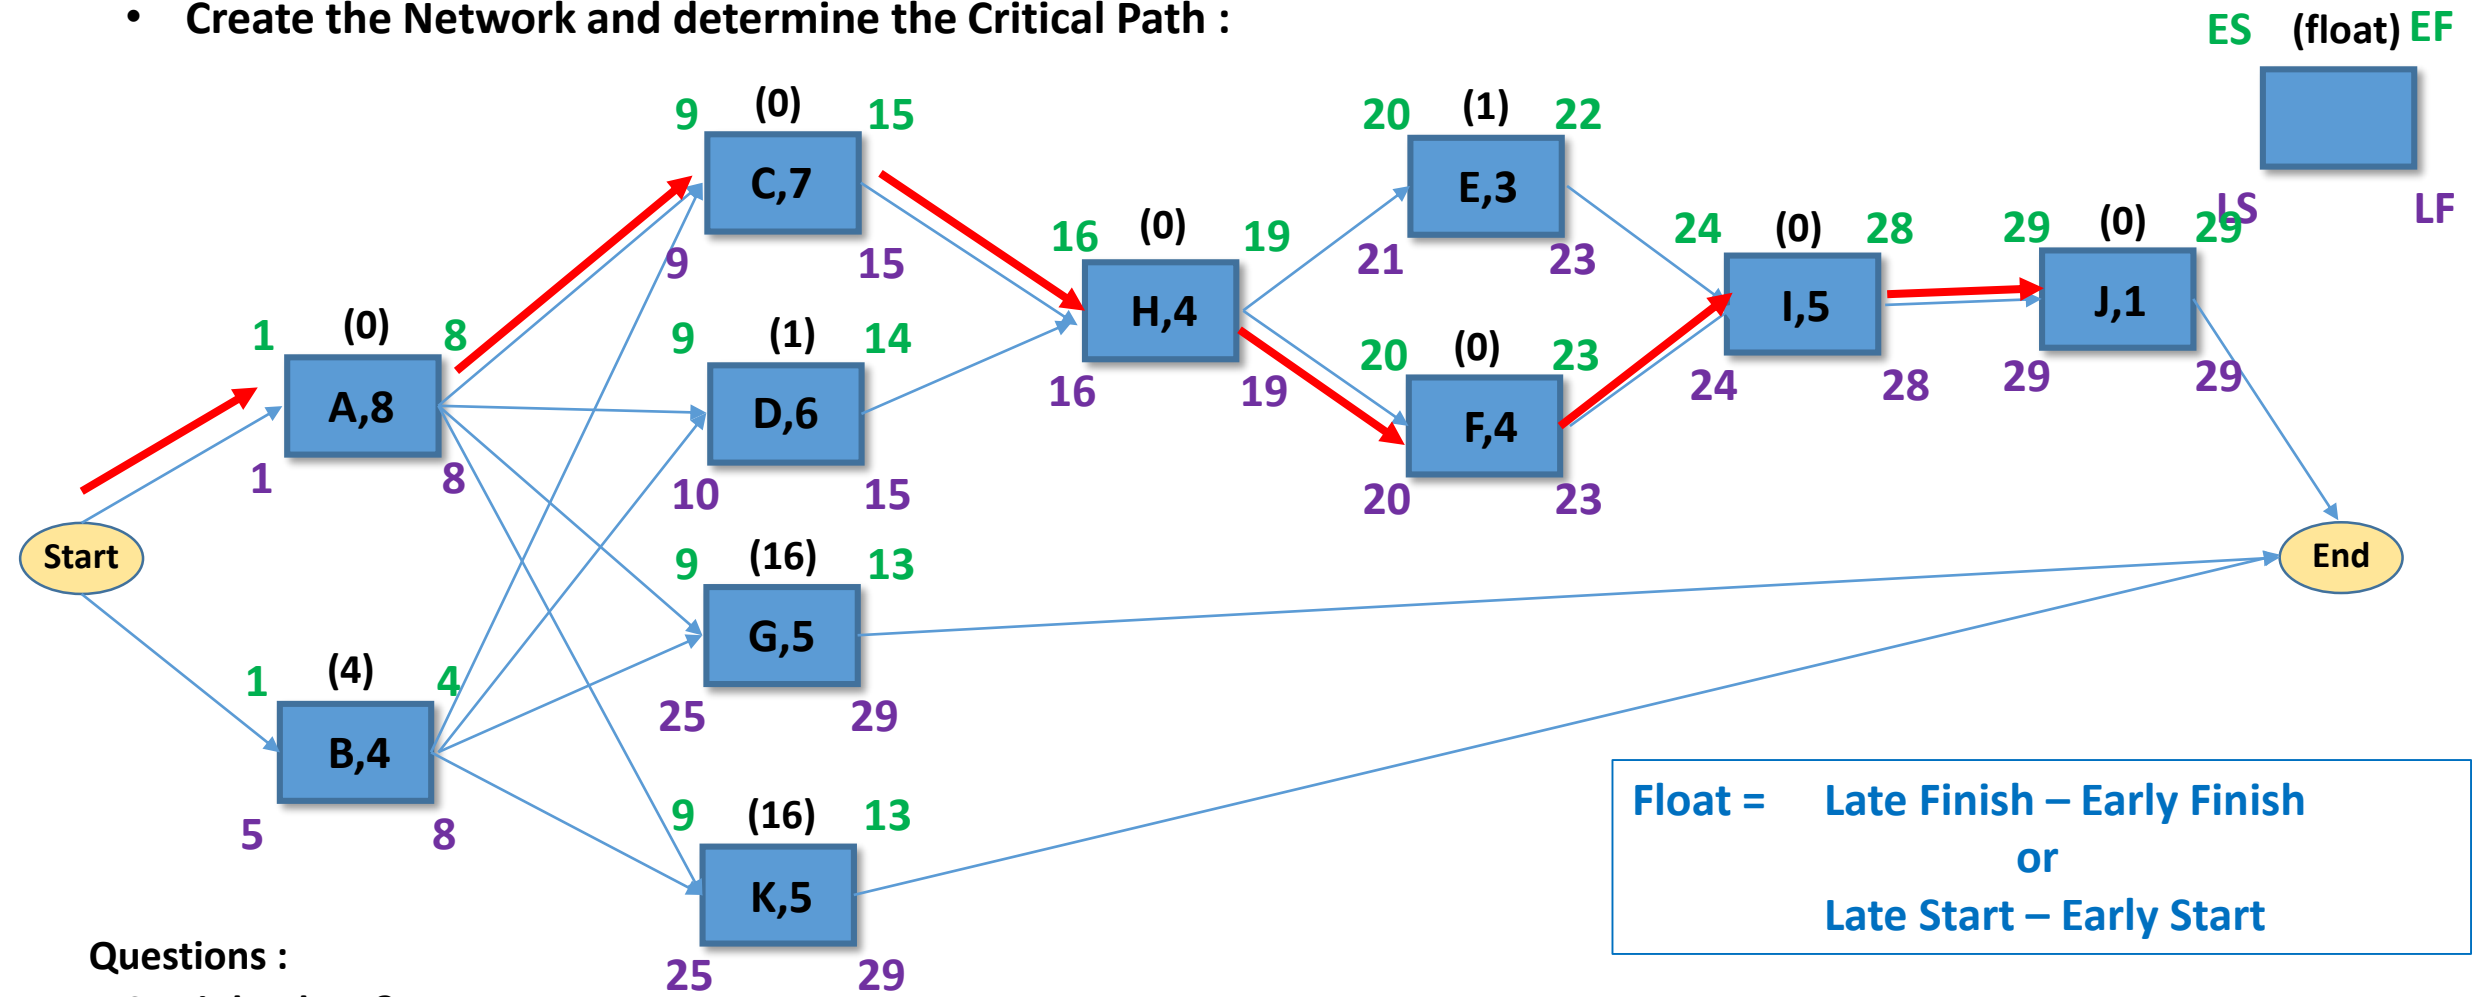 • Create the Network and determine the Critical Path :
ES (float) EF
LS LF
9 (0) 15
C,7
9 15
20 (1) 22
E,3
21 23
16 (0) 19
H,4
16 19
24 (0) 28
I,5
24 28
29 (0) 29
J,1
29 29
1 (0) 8
A,8
1 8
9 (1) 14
D,6
10 15
20 (0) 23
F,4
20 23
Start
End
9 (16) 13
G,5
25 29
1 (4) 4
B,4
5 8
9 (16) 13
K,5
25 29
Float = Late Finish – Early Finish
or
Late Start – Early Start
Questions :